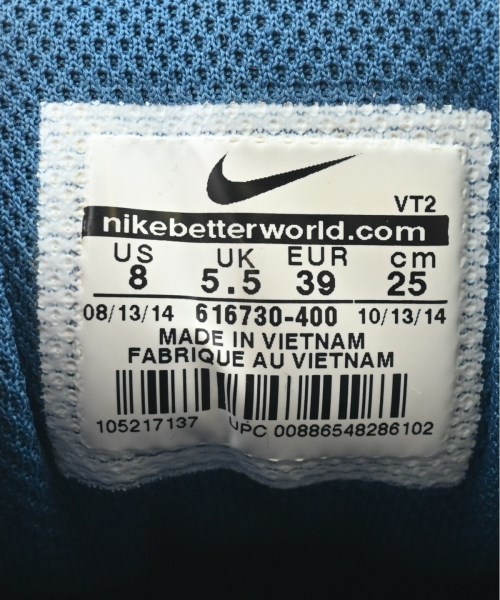 VT2
nikebetterworld.com
US UK EUR cm
8 5.5 39 25
08/13/14 616730-400 10/13/14
MADE IN VIETNAM
FABRIQUE AU VIETNAM
105217137 UPC 00886548286102